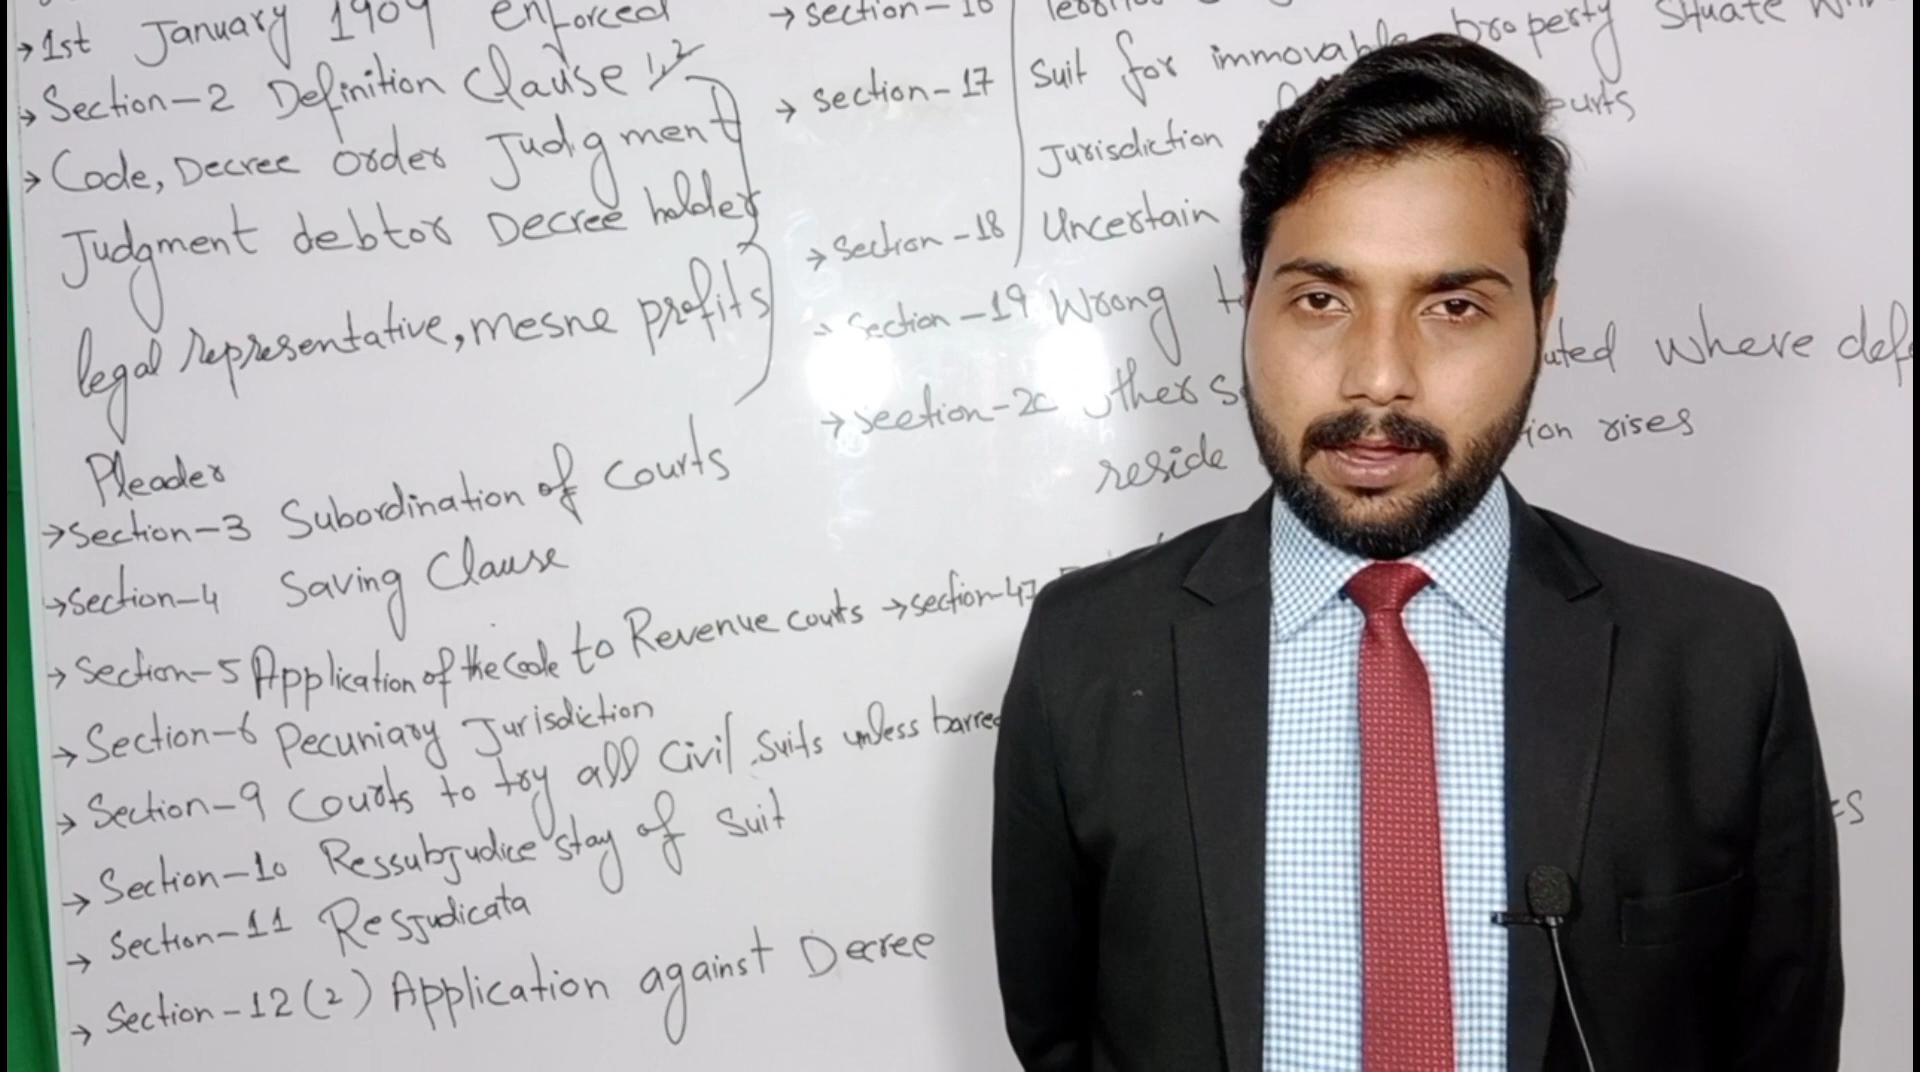 → 1st January 1909 enforced
→ Section-2 Definition Clause 1,2
→ Code, Decree order Judgment
Judgment debtor Decree holder
legal representative, mesne profits
Pleader
→ Section-3 Subordination of Courts
→ Section-4 Saving Clause
→ Section-5 Application of the Code to Revenue courts
→ Section-6 Pecuniary Jurisdiction
→ Section-9 Courts to try all Civil Suits unless barred
→ Section-10 Ressubjudice stay of Suit
→ Section-11 Resjudicata
→ Section-12(2) Application against Decree
→ Section-16
Suit for immovable property Situate
→ Section-17
Jurisdiction
→ Section-18 Uncertain
→ Section-19 Wrong
→ Section-20 other
where
reside rises
→ section-47